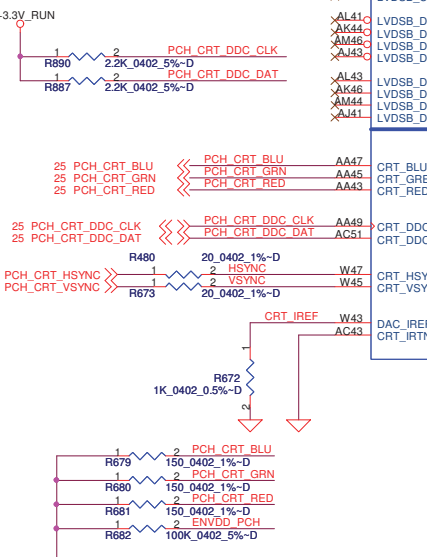 -3.3V_RUN
1 2 PCH_CRT_DDC_CLK
R890 2.2K_0402_5%~D
1 2 PCH_CRT_DDC_DAT
R887 2.2K_0402_5%~D
AL41 LVDSB_D
AK44 LVDSB_D
AM46 LVDSB_D
AJ43 LVDSB_D
AL43 LVDSB_D
AK46 LVDSB_D
AM44 LVDSB_D
AJ41 LVDSB_D
25 PCH_CRT_BLU PCH_CRT_BLU AA47 CRT_BLU
25 PCH_CRT_GRN PCH_CRT_GRN AA45 CRT_GRE
25 PCH_CRT_RED PCH_CRT_RED AA43 CRT_RED
25 PCH_CRT_DDC_CLK PCH_CRT_DDC_CLK AA49 CRT_DDC
25 PCH_CRT_DDC_DAT PCH_CRT_DDC_DAT AC51 CRT_DDC
R480 20_0402_1%~D
PCH_CRT_HSYNC 1 2 HSYNC W47 CRT_HSY
PCH_CRT_VSYNC 1 2 VSYNC W45 CRT_VSY
R673 20_0402_1%~D
CRT_IREF W43 DAC_IREF
AC43 CRT_IRTN
1
R672
1K_0402_0.5%~D
2
1 2 PCH_CRT_BLU
R679 150_0402_1%~D
1 2 PCH_CRT_GRN
R680 150_0402_1%~D
1 2 PCH_CRT_RED
R681 150_0402_1%~D
1 2 ENVDD_PCH
R682 100K_0402_5%~D